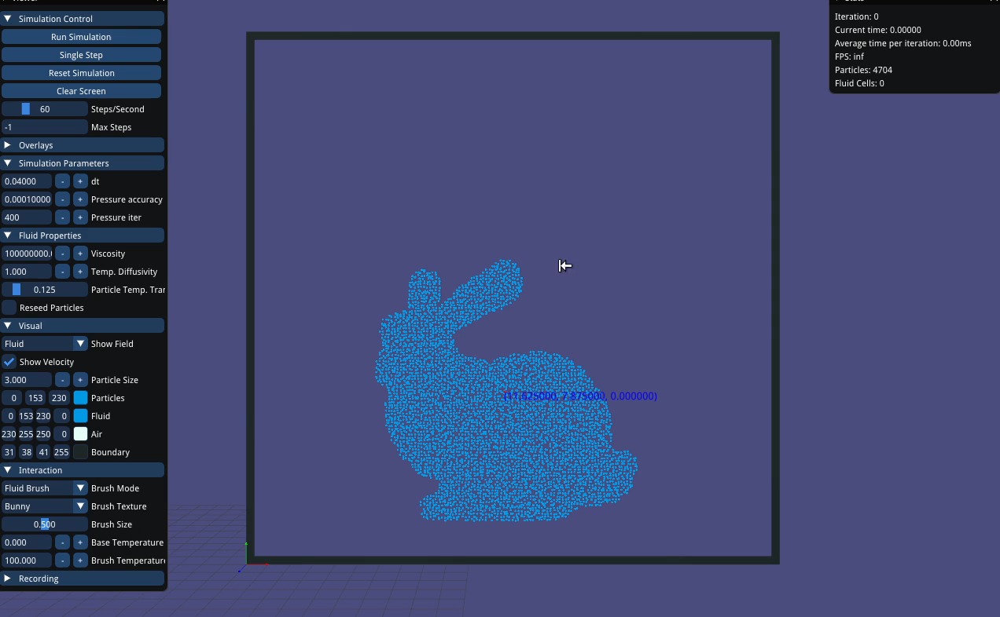 Simulation Control
Run Simulation
Single Step
Reset Simulation
Clear Screen
60 Steps/Second
-1 Max Steps
Overlays
Simulation Parameters
0.04000 - + dt
0.00010000 - + Pressure accuracy
400 - + Pressure iter
Fluid Properties
100000000. - + Viscosity
1.000 - + Temp. Diffusivity
0.125 Particle Temp. Tra
Reseed Particles
Visual
Fluid Show Field
Show Velocity
3.000 - + Particle Size
0 153 230 Particles
0 153 230 0 Fluid
230 255 250 0 Air
31 38 41 255 Boundary
Interaction
Fluid Brush Brush Mode
Bunny Brush Texture
0.500 Brush Size
0.000 - + Base Temperature
100.000 - + Brush Temperatur
Recording
(11.625000, 7.875000, 0.000000)
Iteration: 0
Current time: 0.00000
Average time per iteration: 0.00ms
FPS: inf
Particles: 4704
Fluid Cells: 0